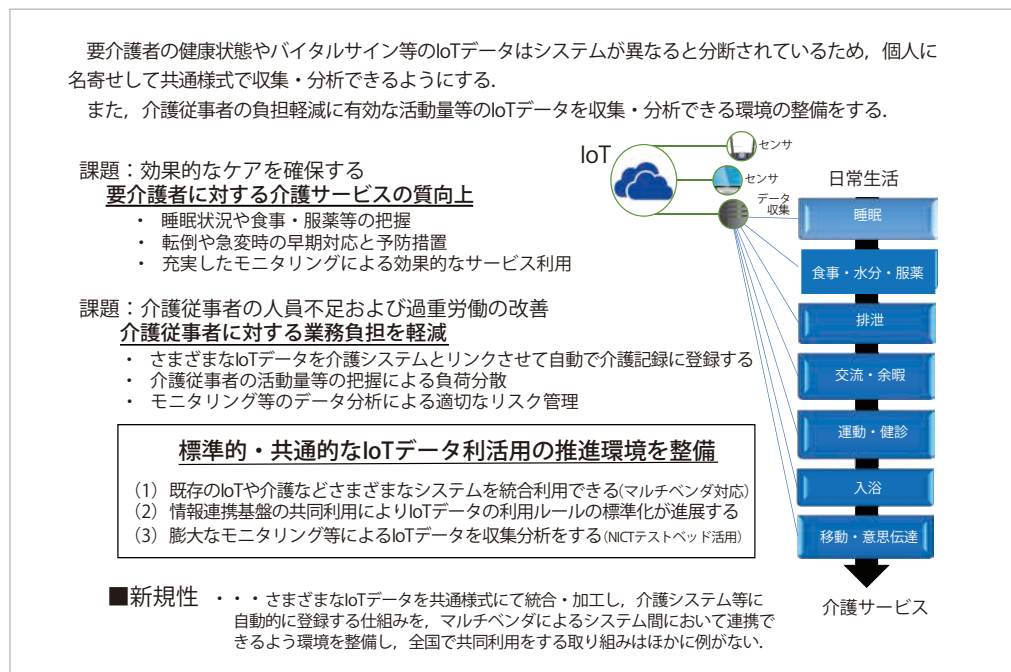 要介護者の健康状態やバイタルサイン等のIoTデータはシステムが異なると分断されているため，個人に
名寄せして共通様式で収集・分析できるようにする．
また，介護従事者の負担軽減に有効な活動量等のIoTデータを収集・分析できる環境の整備をする．
課題：効果的なケアを確保する
要介護者に対する介護サービスの質向上
・ 睡眠状況や食事・服薬等の把握
・ 転倒や急変時の早期対応と予防措置
・ 充実したモニタリングによる効果的なサービス利用
課題：介護従事者の人員不足および過重労働の改善
介護従事者に対する業務負担を軽減
・ さまざまなIoTデータを介護システムとリンクさせて自動で介護記録に登録する
・ 介護従事者の活動量等の把握による負荷分散
・ モニタリング等のデータ分析による適切なリスク管理
IoT
センサ
センサ
データ
収集
日常生活
睡眠
食事・水分・服薬
排泄
交流・余暇
運動・健診
入浴
移動・意思伝達
介護サービス
標準的・共通的なIoTデータ利活用の推進環境を整備
（1）既存のIoTや介護などさまざまなシステムを統合利用できる(マルチベンダ対応)
（2）情報連携基盤の共同利用によりIoTデータの利用ルールの標準化が進展する
（3）膨大なモニタリング等によるIoTデータを収集分析をする(NICTテストベッド活用)
■新規性 ・・・さまざまなIoTデータを共通様式にて統合・加工し，介護システム等に
自動的に登録する仕組みを，マルチベンダによるシステム間において連携で
きるよう環境を整備し，全国で共同利用をする取り組みはほかに例がない．